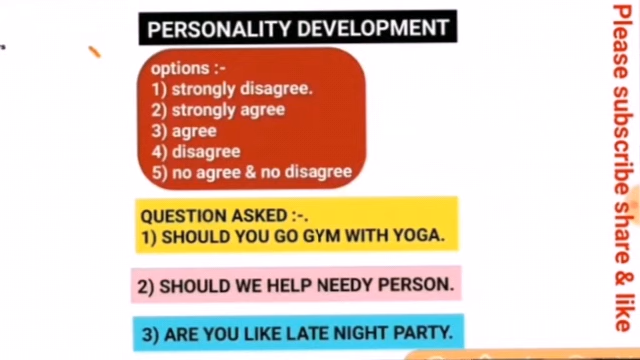 PERSONALITY DEVELOPMENT
options :-
1) strongly disagree.
2) strongly agree
3) agree
4) disagree
5) no agree & no disagree
QUESTION ASKED :-.
1) SHOULD YOU GO GYM WITH YOGA.
2) SHOULD WE HELP NEEDY PERSON.
3) ARE YOU LIKE LATE NIGHT PARTY.
Please subscribe share & like